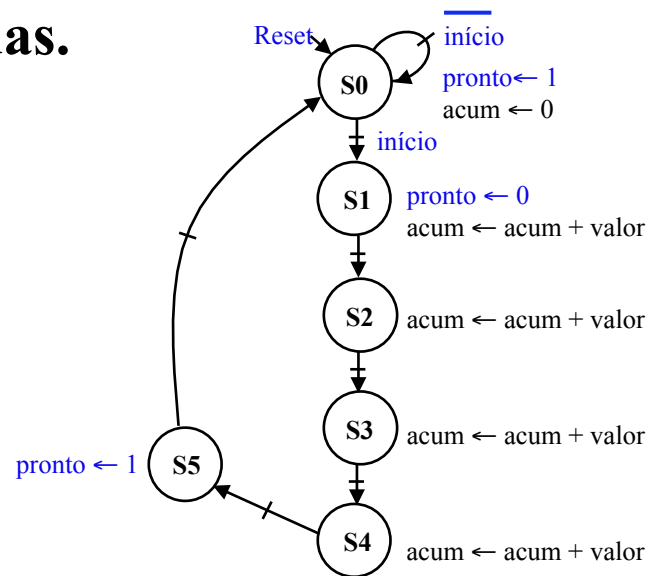 as.
Reset
início
S0
pronto ← 1
acum ← 0
início
S1
pronto ← 0
acum ← acum + valor
S2
acum ← acum + valor
S3
acum ← acum + valor
pronto ← 1
S5
S4
acum ← acum + valor